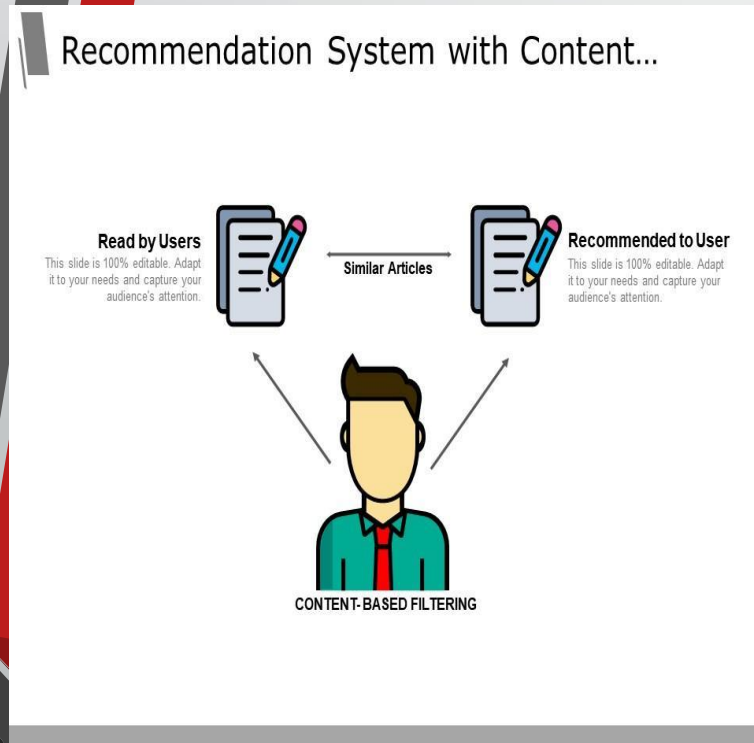 Recommendation System with Content...
Read by Users
This slide is 100% editable. Adapt
it to your needs and capture your
audience's attention.
Similar Articles
Recommended to User
This slide is 100% editable. Adapt
it to your needs and capture your
audience's attention.
CONTENT-BASED FILTERING